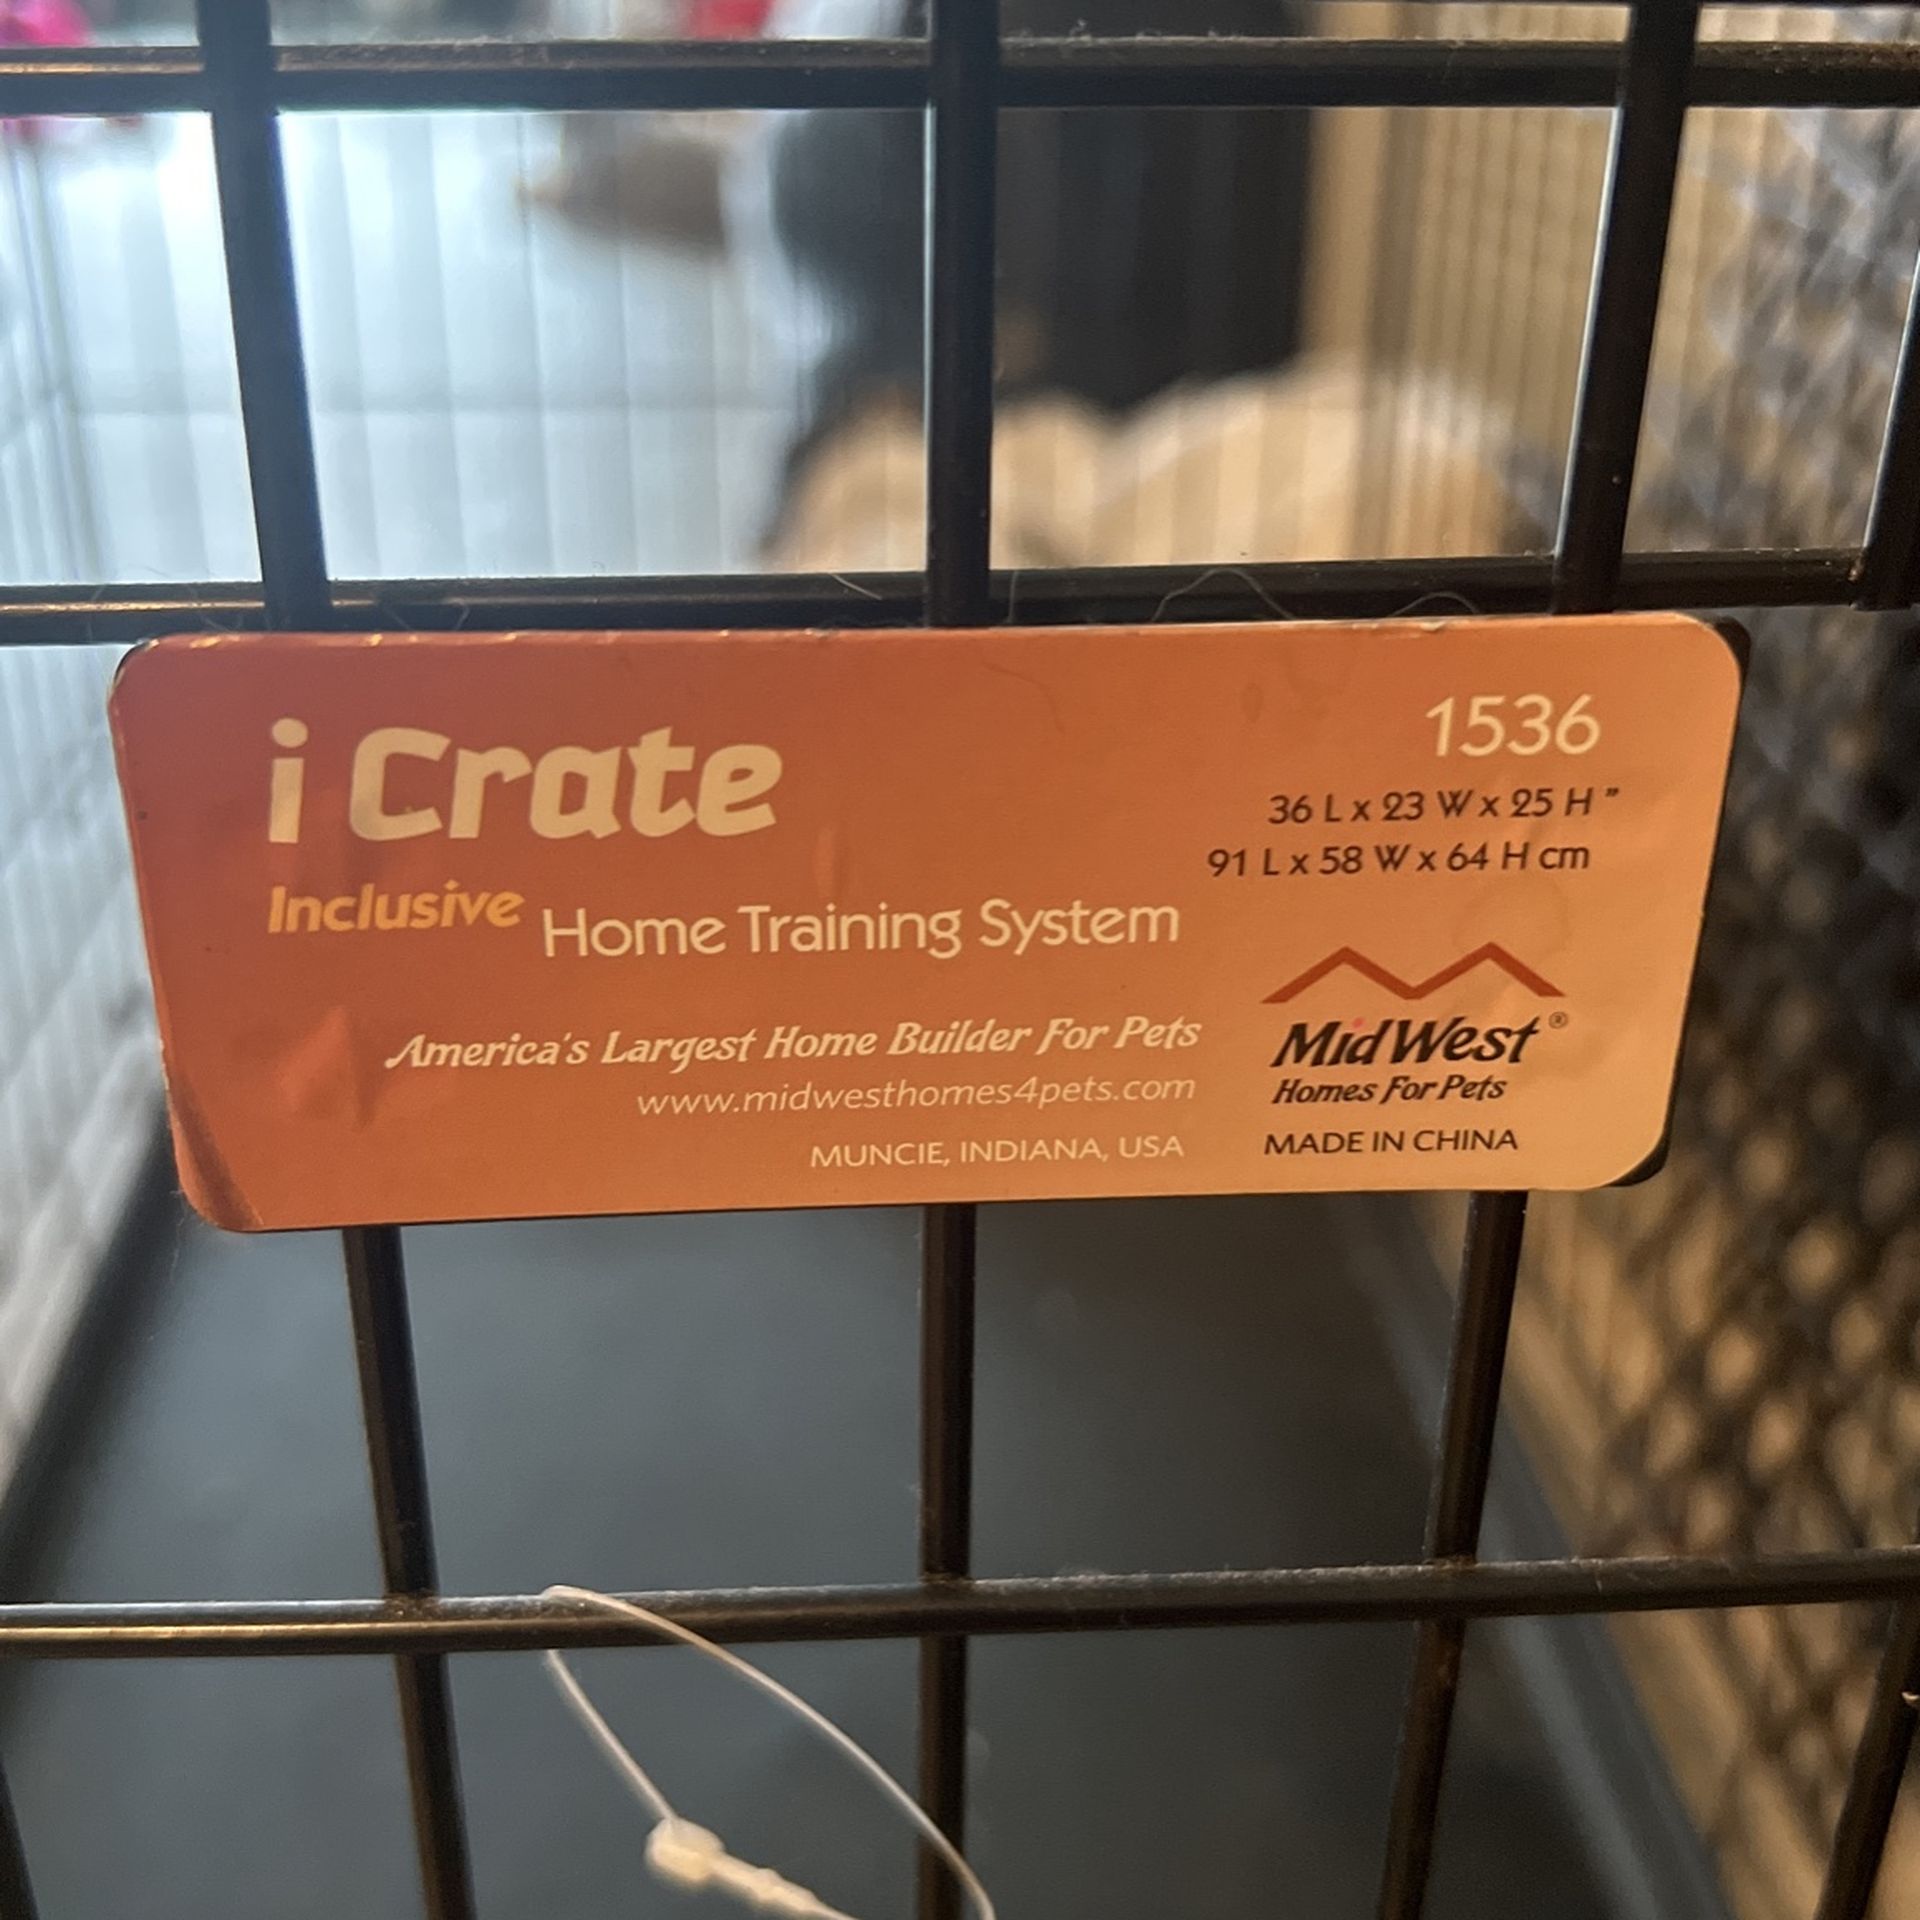 i Crate
Inclusive Home Training System
America's Largest Home Builder For Pets
www.midwesthomes4pets.com
MUNCIE, INDIANA, USA
1536
36 L x 23 W x 25 H "
91 L x 58 W x 64 H cm
MidWest®
Homes For Pets
MADE IN CHINA